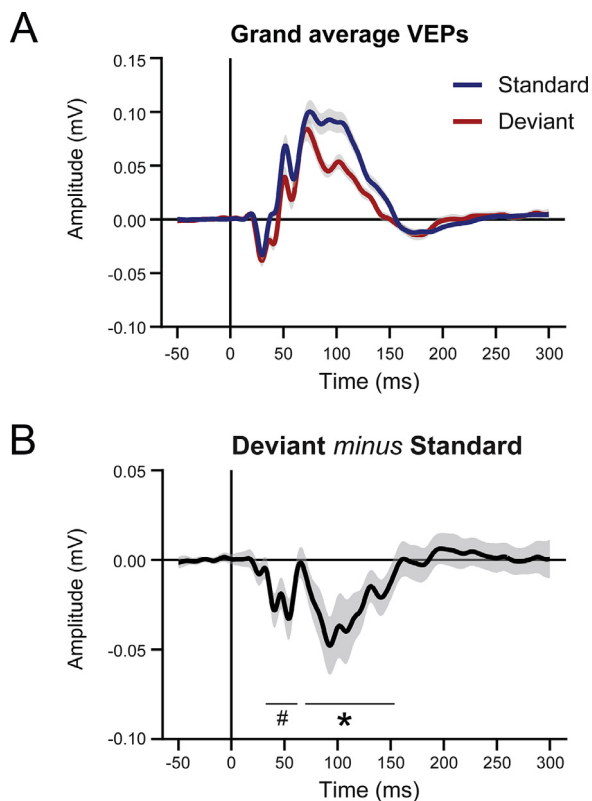 A
Grand average VEPs
0.15
0.10
0.05
0.00
-0.05
-0.10
Amplitude (mV)
Standard
Deviant
-50 0 50 100 150 200 250 300
Time (ms)
B
Deviant minus Standard
0.05
0.00
-0.05
-0.10
Amplitude (mV)
# *
-50 0 50 100 150 200 250 300
Time (ms)